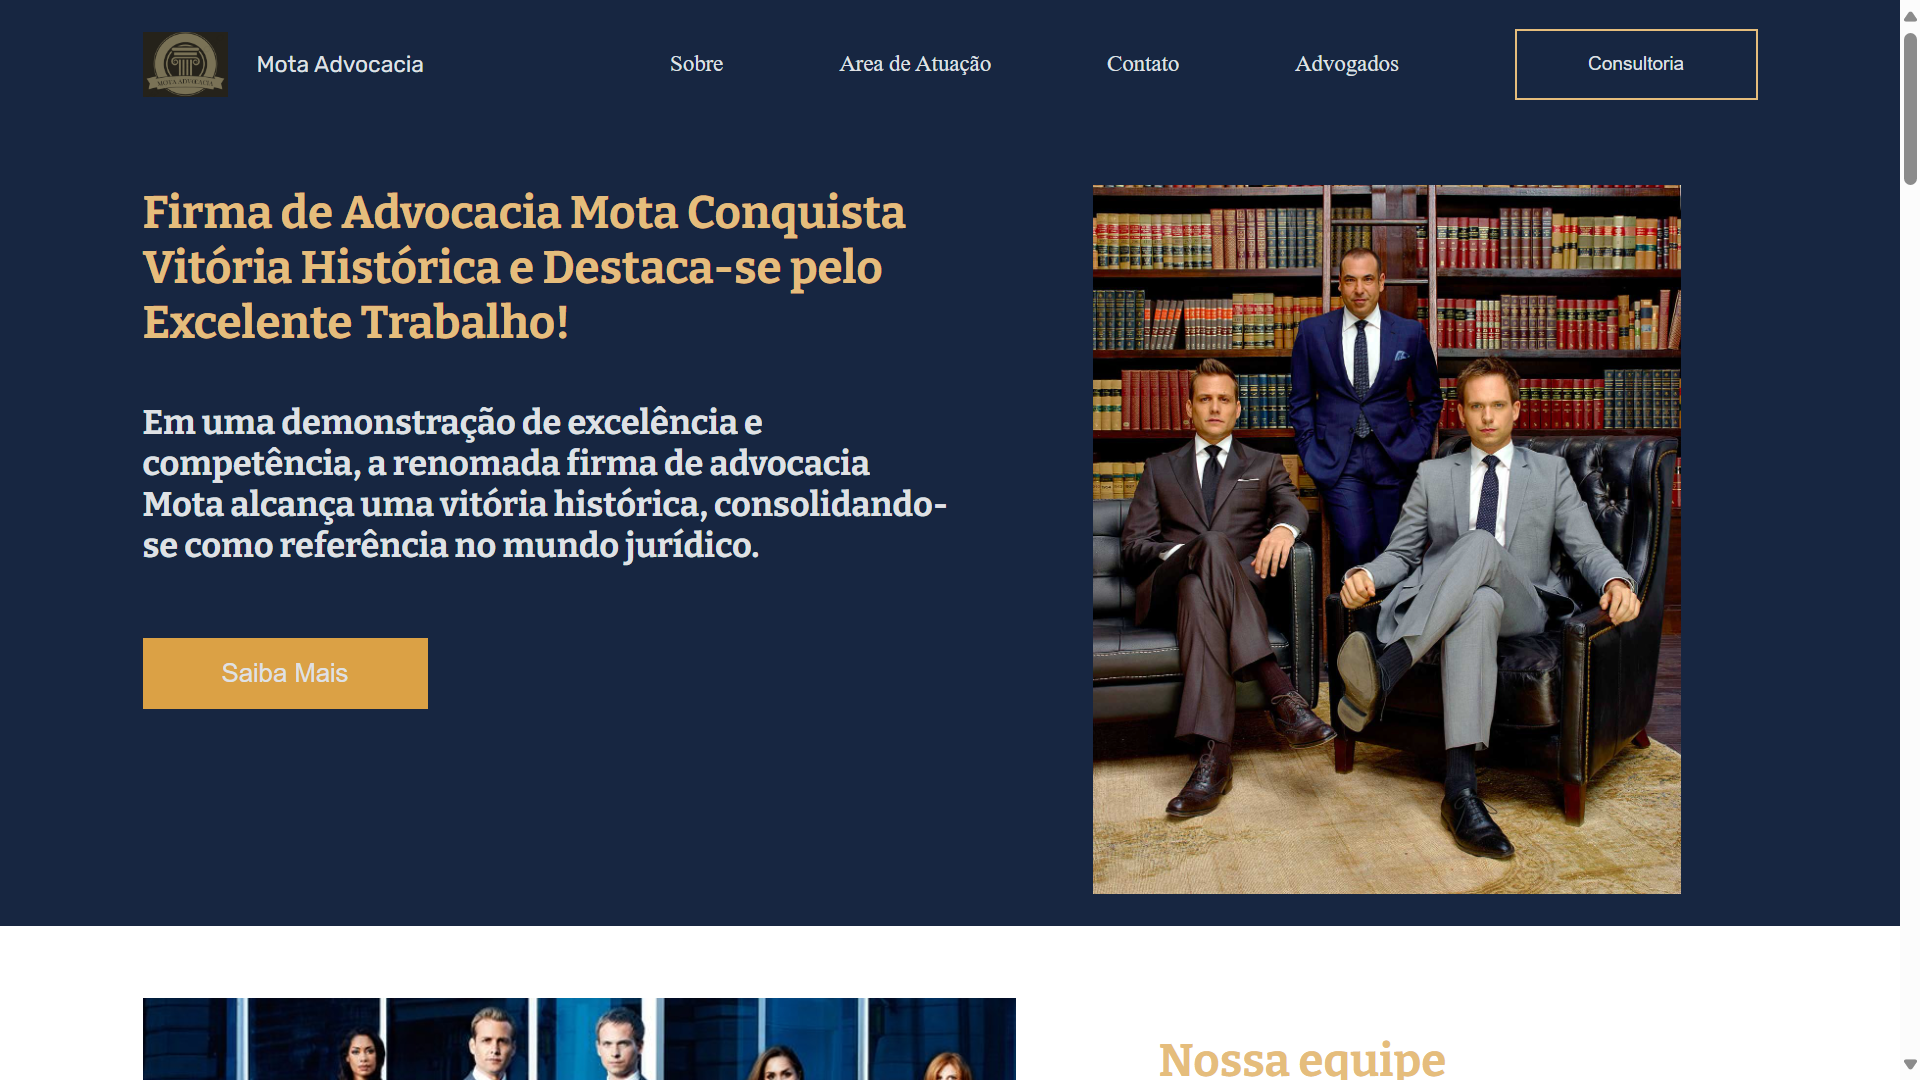 MOTA ADVOCACIA
Mota Advocacia
Sobre
Area de Atuação
Contato
Advogados
Consultoria
Firma de Advocacia Mota Conquista
Vitória Histórica e Destaca-se pelo
Excelente Trabalho!
Em uma demonstração de excelência e
competência, a renomada firma de advocacia
Mota alcança uma vitória histórica, consolidando-
se como referência no mundo jurídico.
Saiba Mais
Nossa equipe